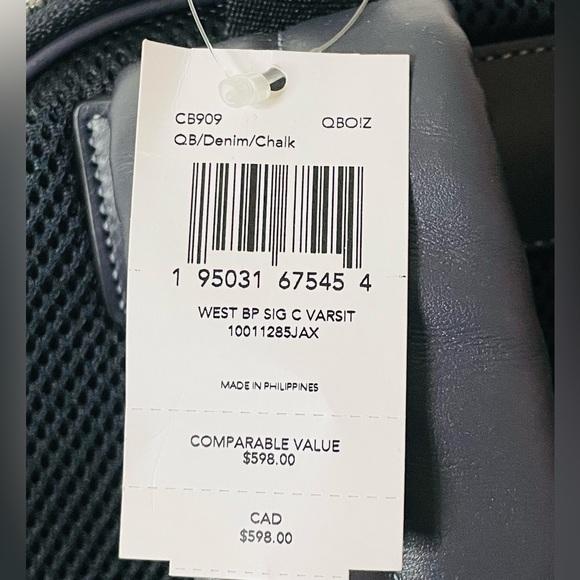 CB909 QBO!Z
QB/Denim/Chalk
1 95031 67545 4
WEST BP SIG C VARSIT
10011285JAX
MADE IN PHILIPPINES
COMPARABLE VALUE
$598.00
CAD
$598.00